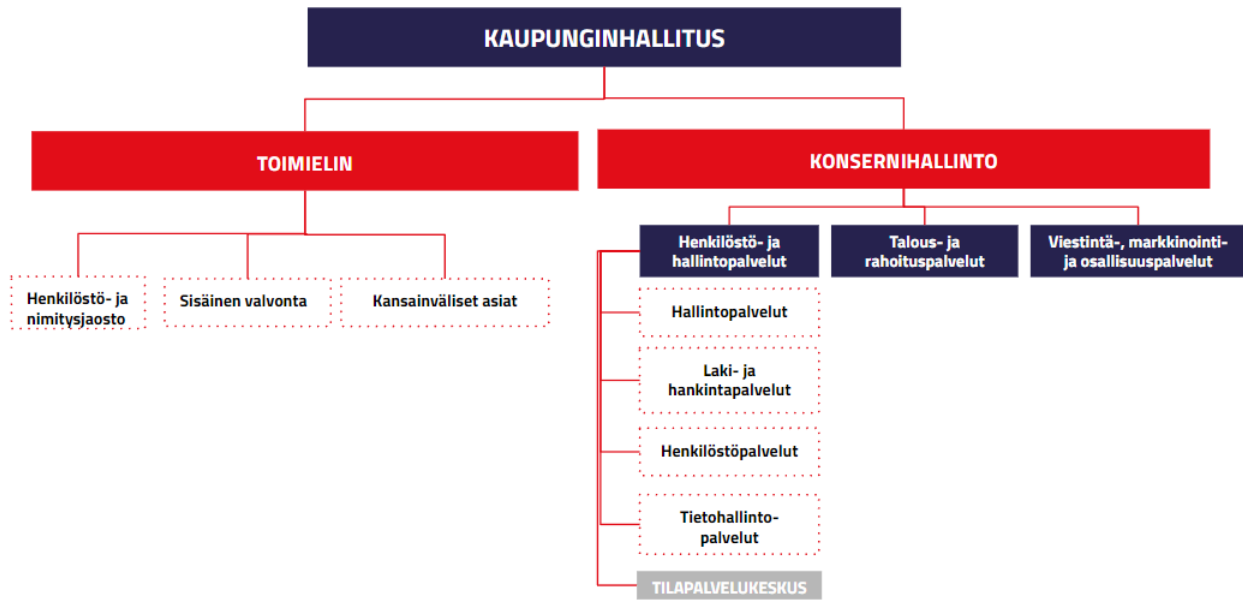 KAUPUNGINHALLITUS
TOIMIELIN
KONSERNIHALLINTO
Henkilöstö- ja
nimitysjaosto
Sisäinen valvonta
Kansainväliset asiat
Henkilöstö- ja
hallintopalvelut
Talous- ja
rahoituspalvelut
Viestintä-, markkinointi-
ja osallisuuspalvelut
Hallintopalvelut
Laki- ja
hankintapalvelut
Henkilöstöpalvelut
Tietohallinto-
palvelut
TILAPALVELUKESKUS